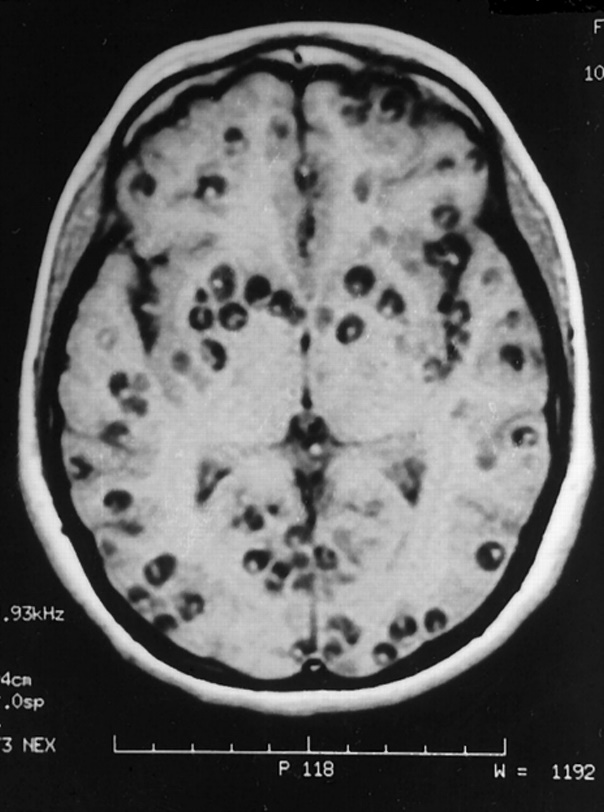 F
10
.93kHz
4cm
.0sp
3 NEX
P 118
W = 1192